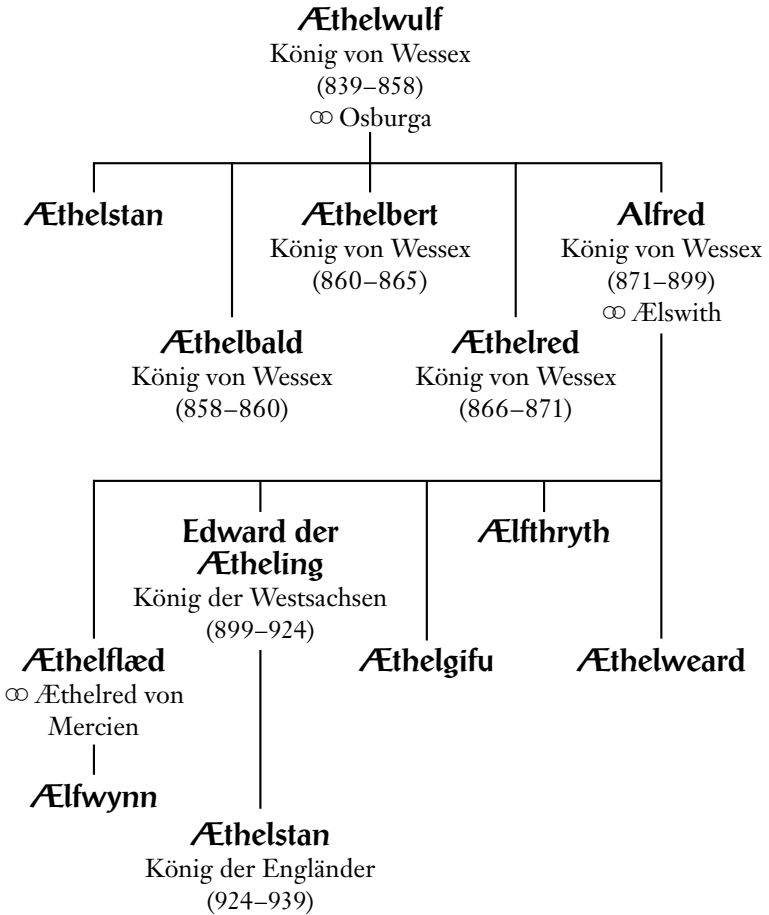 Æthelwulf
König von Wessex
(839–858)
⚭ Osburga
Æthelstan
Æthelbert
König von Wessex
(860–865)
Alfred
König von Wessex
(871–899)
⚭ Ælswith
Æthelbald
König von Wessex
(858–860)
Æthelred
König von Wessex
(866–871)
Edward der
Ætheling
König der Westsachsen
(899–924)
Ælfthryth
Æthelflæd
⚭ Æthelred von
Mercien
Æthelgifu
Æthelweard
Ælfwynn
Æthelstan
König der Engländer
(924–939)